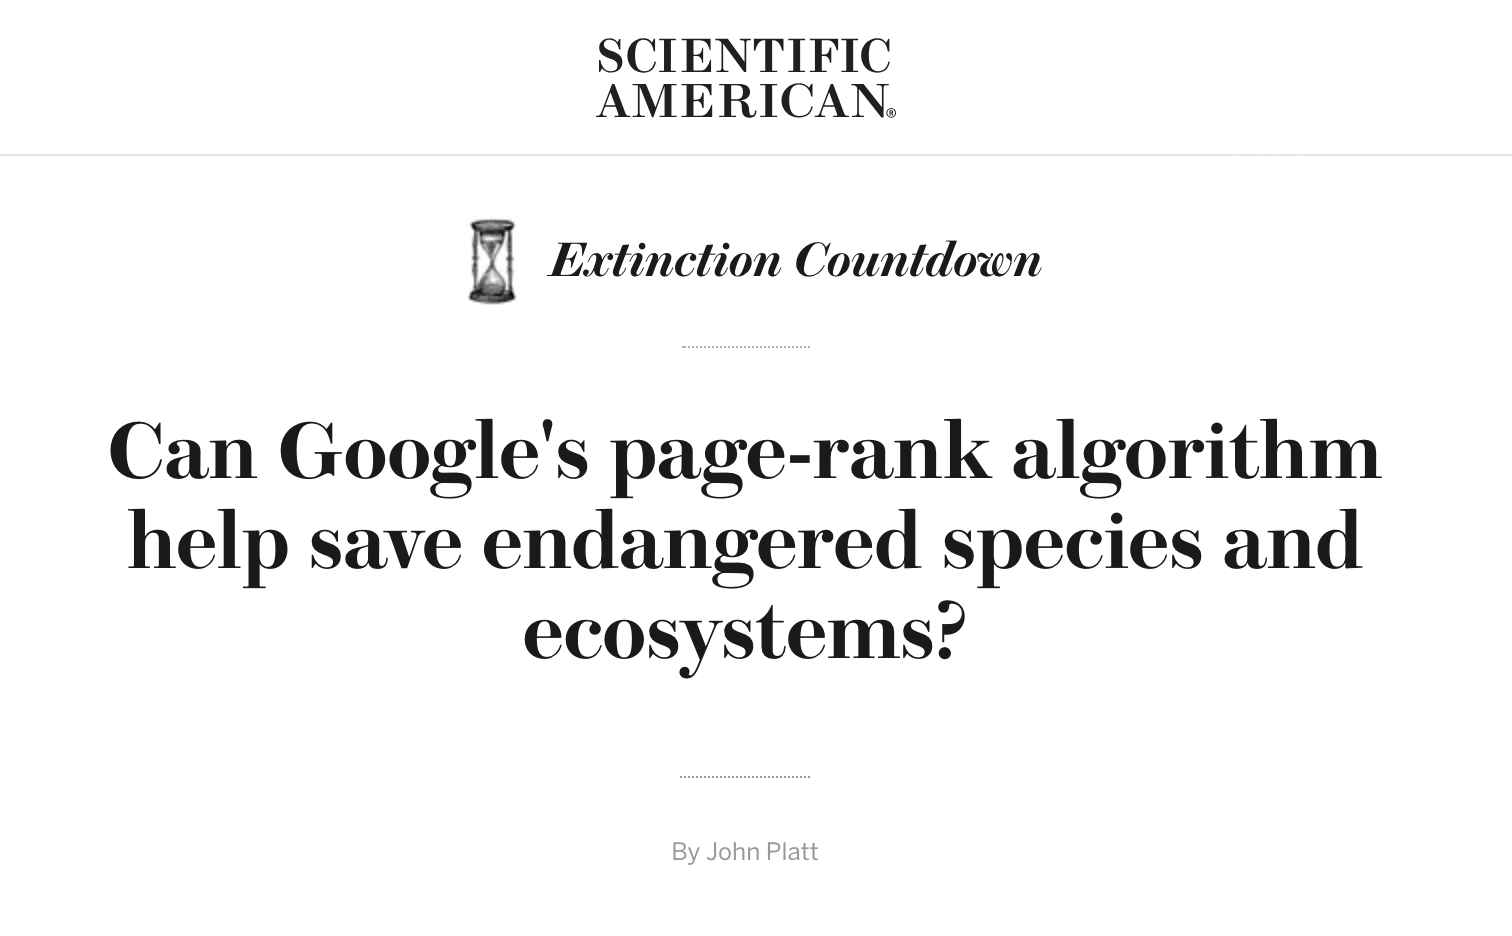 SCIENTIFIC
AMERICAN®
Extinction Countdown
Can Google's page-rank algorithm
help save endangered species and
ecosystems?
By John Platt